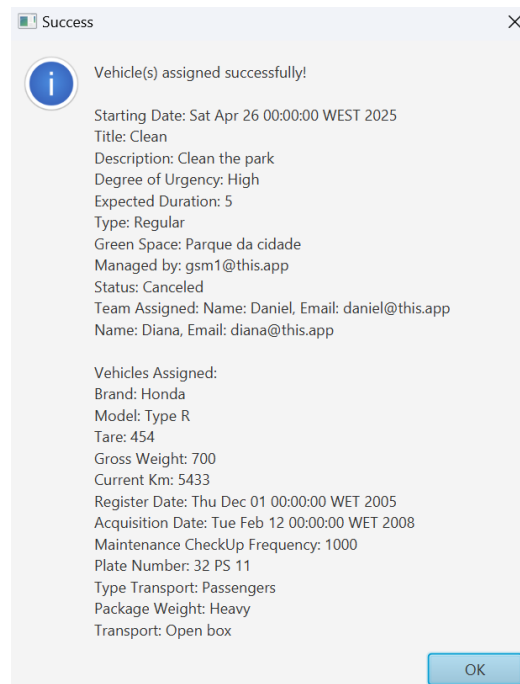 Success
Vehicle(s) assigned successfully!
Starting Date: Sat Apr 26 00:00:00 WEST 2025
Title: Clean
Description: Clean the park
Degree of Urgency: High
Expected Duration: 5
Type: Regular
Green Space: Parque da cidade
Managed by: gsm1@this.app
Status: Canceled
Team Assigned: Name: Daniel, Email: daniel@this.app
Name: Diana, Email: diana@this.app
Vehicles Assigned:
Brand: Honda
Model: Type R
Tare: 454
Gross Weight: 700
Current Km: 5433
Register Date: Thu Dec 01 00:00:00 WET 2005
Acquisition Date: Tue Feb 12 00:00:00 WET 2008
Maintenance CheckUp Frequency: 1000
Plate Number: 32 PS 11
Type Transport: Passengers
Package Weight: Heavy
Transport: Open box
OK